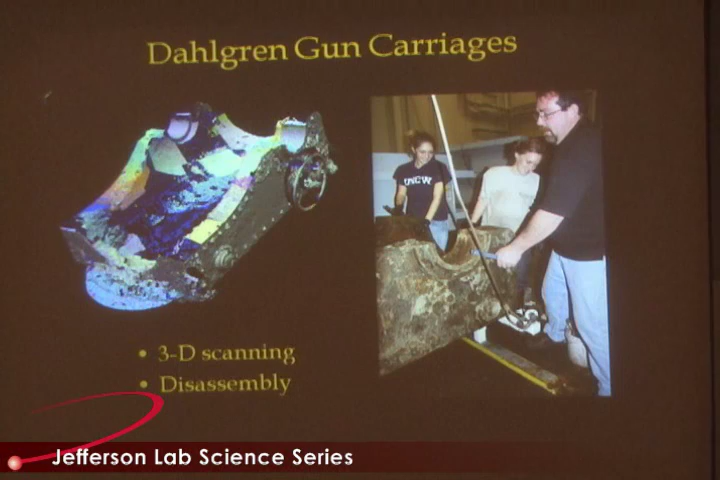 Dahlgren Gun Carriages
UNCW
• 3-D scanning
• Disassembly
Jefferson Lab Science Series